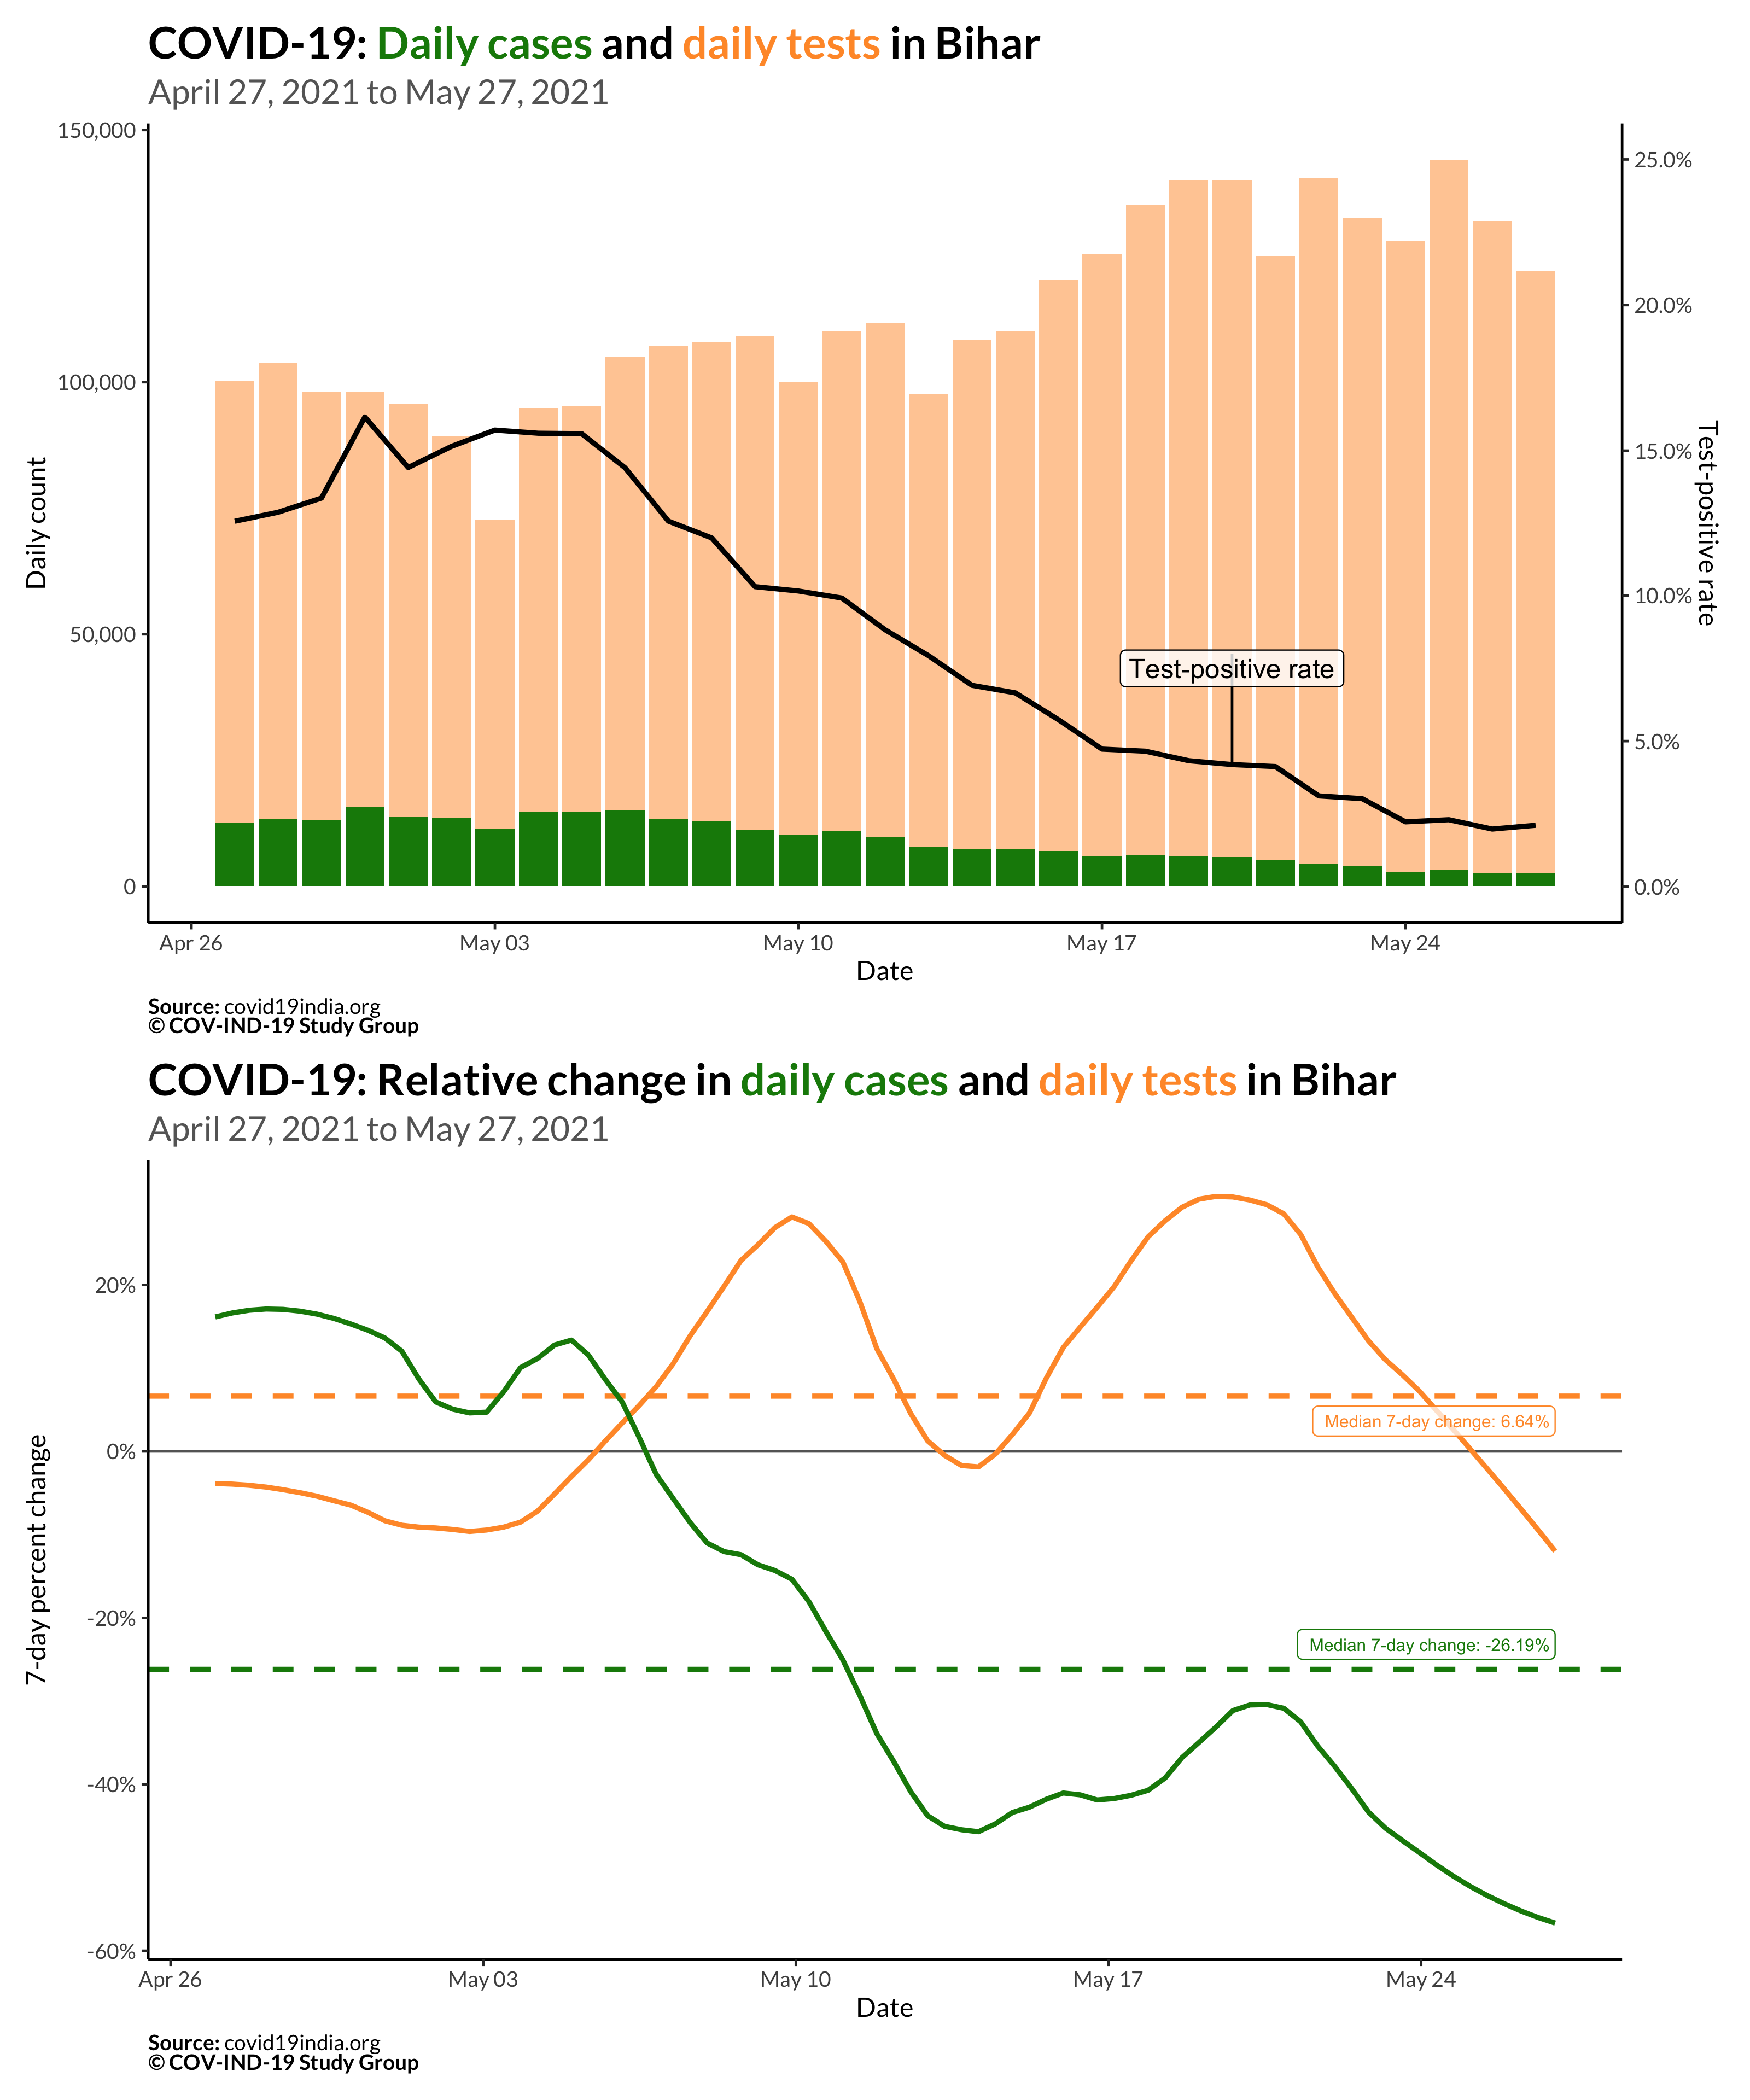 COVID-19: Daily cases and daily tests in Bihar
April 27, 2021 to May 27, 2021
150,000
100,000
50,000
0
Daily count
25.0%
20.0%
15.0%
10.0%
5.0%
0.0%
Test-positive rate
Test-positive rate
Apr 26
May 03
May 10
May 17
May 24
Date
Source: covid19india.org
© COV-IND-19 Study Group
COVID-19: Relative change in daily cases and daily tests in Bihar
April 27, 2021 to May 27, 2021
20%
0%
-20%
-40%
-60%
7-day percent change
Median 7-day change: 6.64%
Median 7-day change: -26.19%
Apr 26
May 03
May 10
May 17
May 24
Date
Source: covid19india.org
© COV-IND-19 Study Group